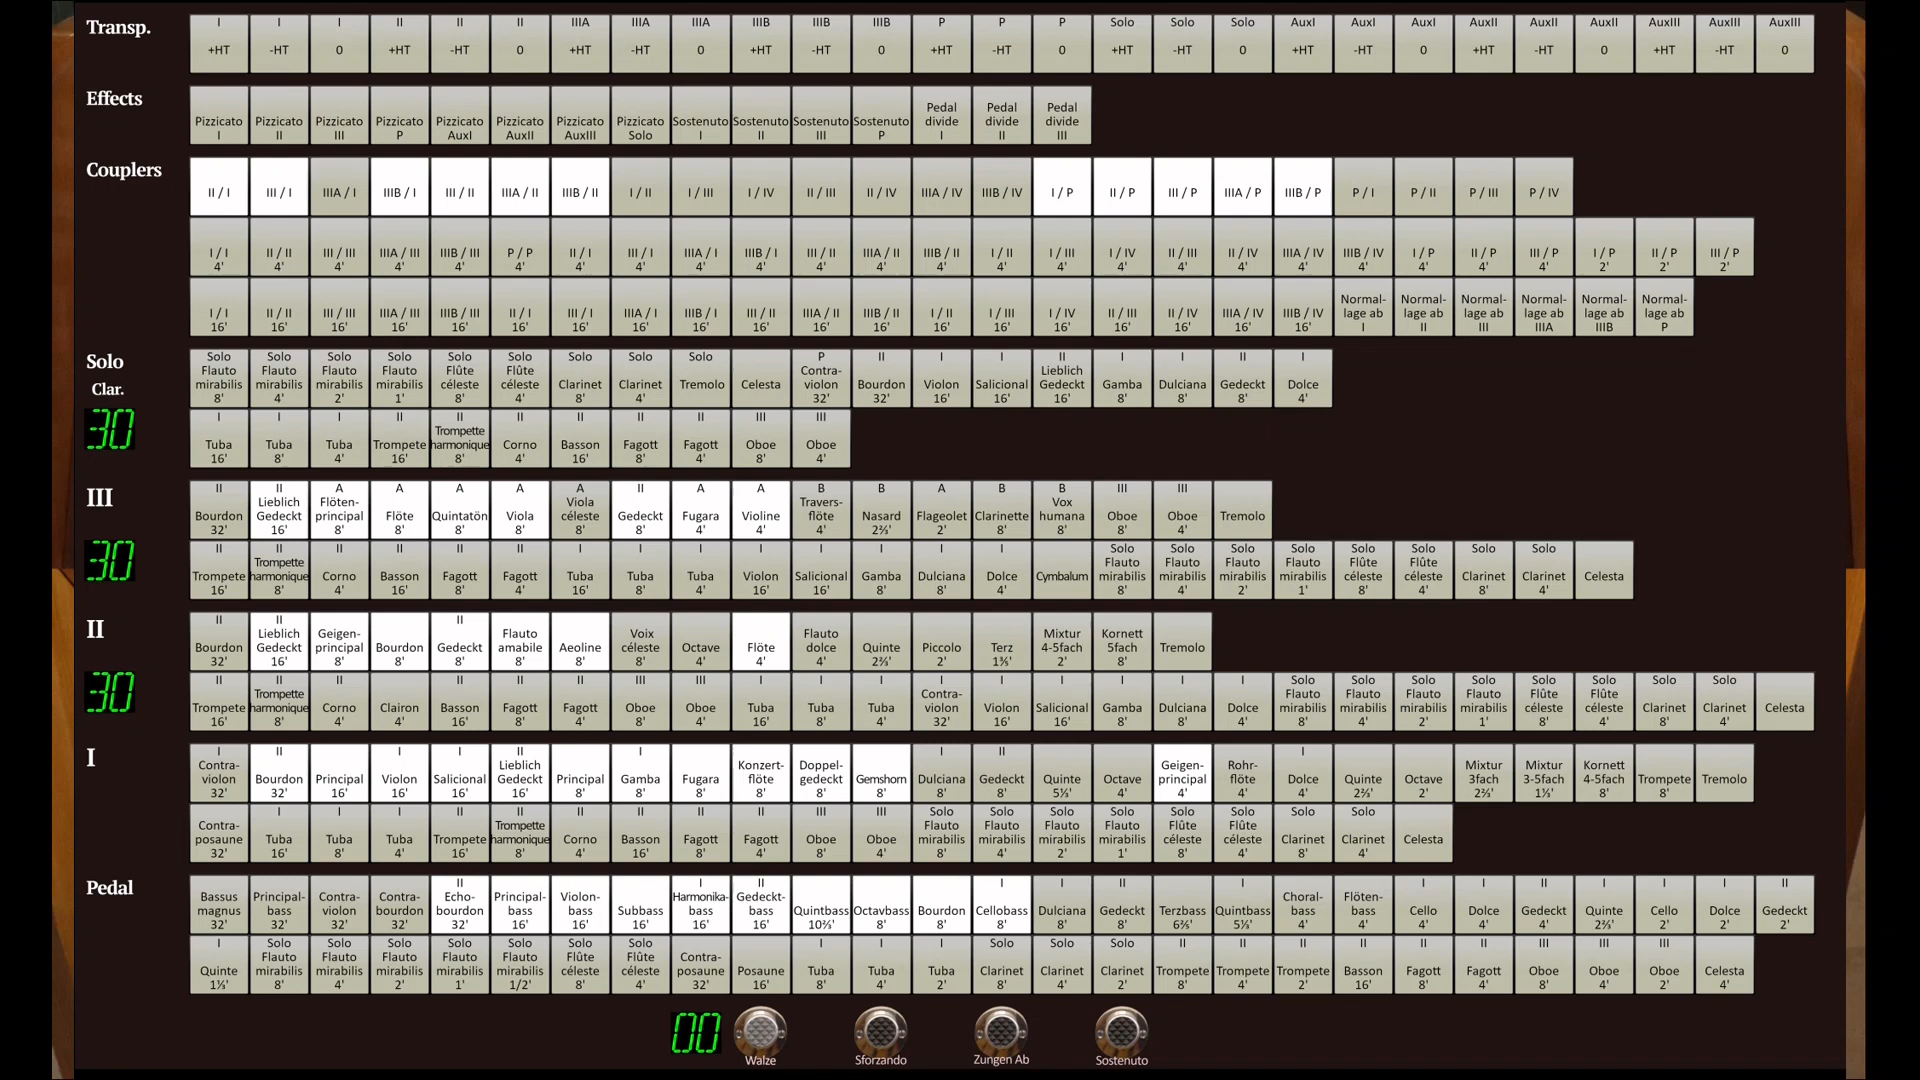 Transp.
I I I II II II IIIA IIIA IIIA IIIB IIIB IIIB P P P Solo Solo Solo AuxI AuxI AuxI AuxII AuxII AuxII AuxIII AuxIII AuxIII
+HT -HT 0 +HT -HT 0 +HT -HT 0 +HT -HT 0 +HT -HT 0 +HT -HT 0 +HT -HT 0 +HT -HT 0 +HT -HT 0
Effects
Pizzicato I Pizzicato II Pizzicato III Pizzicato P Pizzicato AuxI Pizzicato AuxII Pizzicato AuxIII Pizzicato Solo Sostenuto I Sostenuto II Sostenuto III Sostenuto P Pedal divide I Pedal divide II Pedal divide III
Couplers
II / I III / I IIIA / I IIIB / I III / II IIIA / II IIIB / II I / II I / III I / IV II / III II / IV IIIA / IV IIIB / IV I / P II / P III / P IIIA / P IIIB / P P / I P / II P / III P / IV
I / I 4' II / II 4' III / III 4' IIIA / III 4' IIIB / III 4' P / P 4' II / I 4' III / I 4' IIIA / I 4' IIIB / I 4' III / II 4' IIIA / II 4' IIIB / II 4' I / II 4' I / III 4' I / IV 4' II / III 4' II / IV 4' IIIA / IV 4' IIIB / IV 4' I / P 4' II / P 4' III / P 4' I / P 2' II / P 2' III / P 2'
I / I 16' II / II 16' III / III 16' IIIA / III 16' IIIB / III 16' II / I 16' III / I 16' IIIA / I 16' IIIB / I 16' III / II 16' IIIA / II 16' IIIB / II 16' I / II 16' I / III 16' I / IV 16' II / III 16' II / IV 16' IIIA / IV 16' IIIB / IV 16' Normal- lage ab I Normal- lage ab II Normal- lage ab III Normal- lage ab IIIA Normal- lage ab IIIB Normal- lage ab P
Solo
Solo Flauto mirabilis 8' Solo Flauto mirabilis 4' Solo Flauto mirabilis 2' Solo Flauto mirabilis 1' Solo Flûte céleste 8' Solo Flûte céleste 4' Solo Clarinet 8' Solo Clarinet 4' Solo Tremolo Celesta P Contra- violon 32' II Bourdon 32' I Violon 16' I Salicional 16' II Lieblich Gedeckt 16' I Gamba 8' I Dulciana 8' II Gedeckt 8' I Dolce 4'
Clar.
30
I Tuba 16' I Tuba 8' I Tuba 4' II Trompete 16' II Trompette harmonique 8' II Corno 4' II Basson 16' II Fagott 8' II Fagott 4' III Oboe 8' III Oboe 4'
III
II Bourdon 32' II Lieblich Gedeckt 16' A Flöten- principal 8' A Flöte 8' A Quintatön 8' A Viola 8' A Viola céleste 8' II Gedeckt 8' A Fugara 4' A Violine 4' B Travers- flöte 4' B Nasard 2⅔' A Flageolet 2' B Clarinette 8' B Vox humana 8' III Oboe 8' III Oboe 4' Tremolo
30
II Trompete 16' II Trompette harmonique 8' II Corno 4' II Basson 16' II Fagott 8' II Fagott 4' I Tuba 16' I Tuba 8' I Tuba 4' I Violon 16' I Salicional 16' I Gamba 8' I Dulciana 8' I Dolce 4' Cymbalum Solo Flauto mirabilis 8' Solo Flauto mirabilis 4' Solo Flauto mirabilis 2' Solo Flauto mirabilis 1' Solo Flûte céleste 8' Solo Flûte céleste 4' Solo Clarinet 8' Solo Clarinet 4' Celesta
II
II Bourdon 32' II Lieblich Gedeckt 16' Geigen- principal 8' Bourdon 8' II Gedeckt 8' Flauto amabile 8' Aeoline 8' Voix céleste 8' Octave 4' Flöte 4' Flauto dolce 4' Quinte 2⅔' Piccolo 2' Terz 1⅗' Mixtur 4-5fach 2' Kornett 5fach 8' Tremolo
30
II Trompete 16' II Trompette harmonique 8' II Corno 4' Clairon 4' II Basson 16' II Fagott 8' II Fagott 4' III Oboe 8' III Oboe 4' I Tuba 16' I Tuba 8' I Tuba 4' I Contra- violon 32' I Violon 16' I Salicional 16' I Gamba 8' I Dulciana 8' I Dolce 4' Solo Flauto mirabilis 8' Solo Flauto mirabilis 4' Solo Flauto mirabilis 2' Solo Flauto mirabilis 1' Solo Flûte céleste 8' Solo Flûte céleste 4' Solo Clarinet 8' Solo Clarinet 4' Celesta
I
I Contra- violon 32' II Bourdon 32' Principal 16' I Violon 16' I Salicional 16' II Lieblich Gedeckt 16' Principal 8' I Gamba 8' Fugara 8' Konzert- flöte 8' Doppel- gedeckt 8' Gemshorn 8' I Dulciana 8' II Gedeckt 8' Quinte 5⅓' Octave 4' Geigen- principal 4' Rohr- flöte 4' I Dolce 4' Quinte 2⅔' Octave 2' Mixtur 3fach 2⅔' Mixtur 3-5fach 1⅓' Kornett 4-5fach 8' Trompete 8' Tremolo
Contra- posaune 32' I Tuba 16' I Tuba 8' I Tuba 4' II Trompete 16' II Trompette harmonique 8' II Corno 4' II Basson 16' II Fagott 8' II Fagott 4' III Oboe 8' III Oboe 4' Solo Flauto mirabilis 8' Solo Flauto mirabilis 4' Solo Flauto mirabilis 2' Solo Flauto mirabilis 1' Solo Flûte céleste 8' Solo Flûte céleste 4' Solo Clarinet 8' Solo Clarinet 4' Celesta
Pedal
Bassus magnus 32' Principal- bass 32' Contra- violon 32' Contra- bourdon 32' II Echo- bourdon 32' Principal- bass 16' Violon- bass 16' Subbass 16' I Harmonika- bass 16' II Gedeckt- bass 16' Quintbass 10⅔' Octavbass 8' Bourdon 8' I Cellobass 8' I Dulciana 8' II Gedeckt 8' Terzbass 6⅖' I Quintbass 5⅓' Choral- bass 4' Flöten- bass 4' I Cello 4' I Dolce 4' II Gedeckt 4' I Quinte 2⅔' I Cello 2' I Dolce 2' II Gedeckt 2'
I Quinte 1⅓' Solo Flauto mirabilis 8' Solo Flauto mirabilis 4' Solo Flauto mirabilis 2' Solo Flauto mirabilis 1' Solo Flauto mirabilis 1/2' Solo Flûte céleste 8' Solo Flûte céleste 4' Contra- posaune 32' Posaune 16' I Tuba 8' I Tuba 4' I Tuba 2' Solo Clarinet 8' Solo Clarinet 4' Solo Clarinet 2' II Trompete 8' II Trompete 4' II Trompete 2' II Basson 16' II Fagott 8' II Fagott 4' III Oboe 8' III Oboe 4' III Oboe 2' Celesta 4'
00
Walze Sforzando Zungen Ab Sostenuto